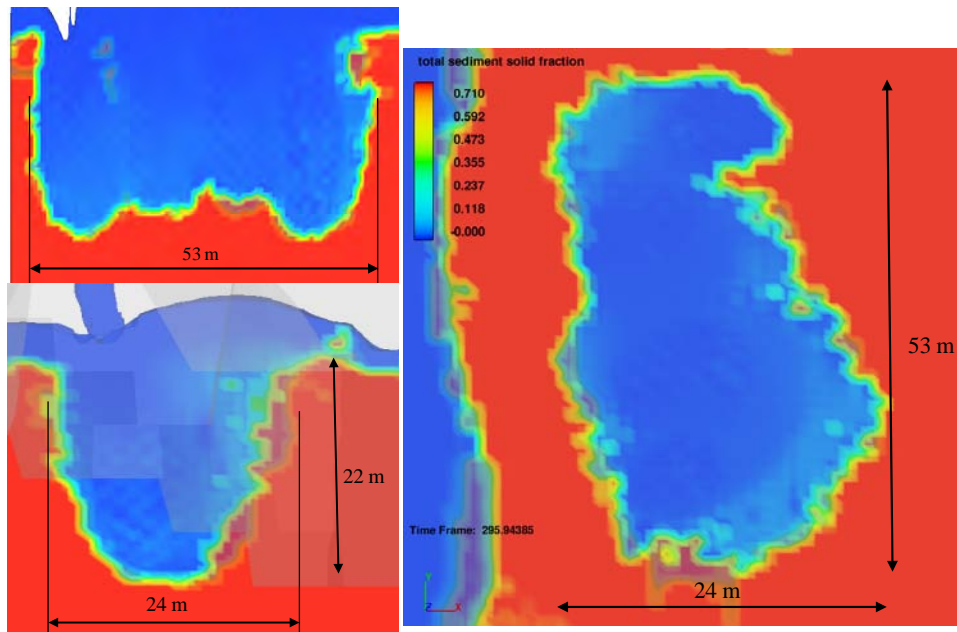 53 m
22 m
24 m
total sediment solid fraction
0.710
0.592
0.473
0.355
0.237
0.118
-0.000
53 m
Time Frame: 295.94385
Y
Z X
24 m